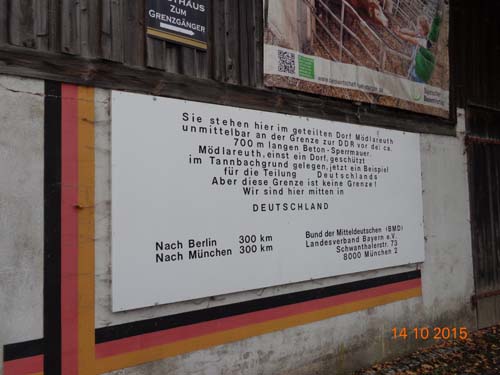 STHAUS
ZUM
GRENZGÄNGER
Sie stehen hier im geteilten Dorf Mödlareuth
unmittelbar an der Grenze zur DDR vor der ca.
700 m langen Beton-Sperrmauer.
Mödlareuth, einst ein Dorf, geschützt
im Tannbachgrund gelegen, jetzt ein Beispiel
für die Teilung Deutschlands
Aber diese Grenze ist keine Grenze!
Wir sind hier mitten in
DEUTSCHLAND
Nach Berlin 300 km
Nach München 300 km
Bund der Mitteldeutschen (BMD)
Landesverband Bayern e.V.
Schwanthalerstr. 73
8000 München 2
14 10 2015